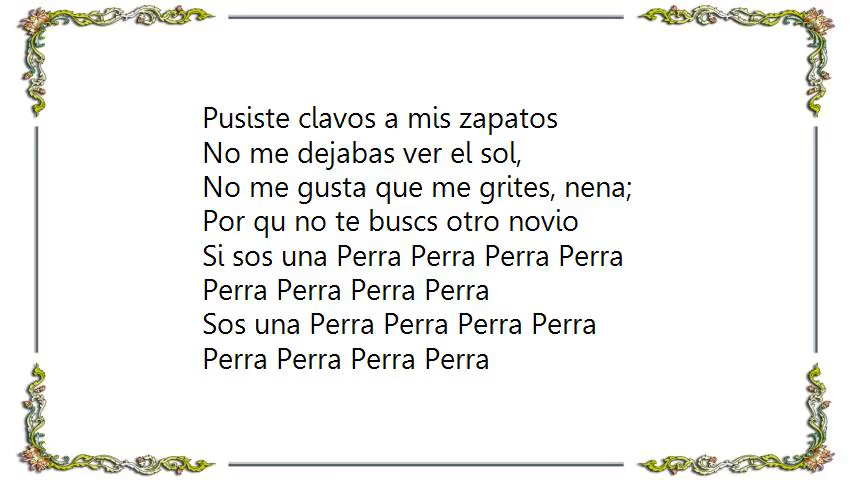 Pusiste clavos a mis zapatos
No me dejabas ver el sol,
No me gusta que me grites, nena;
Por qu no te buscs otro novio
Si sos una Perra Perra Perra Perra
Perra Perra Perra Perra
Sos una Perra Perra Perra Perra
Perra Perra Perra Perra